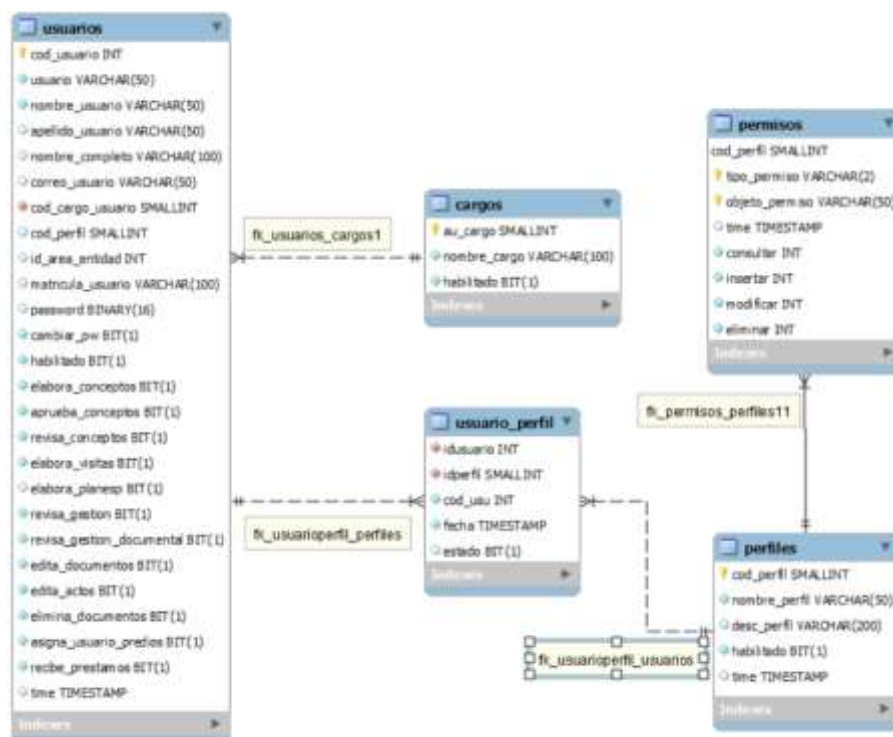 usuarios
cod_usuario INT
usuario VARCHAR(50)
nombre_usuario VARCHAR(50)
apellido_usuario VARCHAR(50)
nombre_completo VARCHAR(100)
correo_usuario VARCHAR(50)
cod_cargo_usuario SMALLINT
cod_perfil SMALLINT
id_area_entidad INT
matricula_usuario VARCHAR(100)
password BINARY(16)
cambiar_pw BIT(1)
habilitado BIT(1)
elabora_conceptos BIT(1)
aprueba_conceptos BIT(1)
revisa_conceptos BIT(1)
elabora_visitas BIT(1)
elabora_planesp BIT(1)
revisa_gestion BIT(1)
revisa_gestion_documental BIT(1)
edita_documentos BIT(1)
edita_actos BIT(1)
elimina_documentos BIT(1)
asigna_usuario_predios BIT(1)
recibe_prestamos BIT(1)
time TIMESTAMP
Indexes
fk_usuarios_cargos1
cargos
au_cargo SMALLINT
nombre_cargo VARCHAR(100)
habilitado BIT(1)
Indexes
usuario_perfil
idusuario INT
idperfil SMALLINT
cod_usu INT
fecha TIMESTAMP
estado BIT(1)
Indexes
fk_usuarioperfil_perfiles
fk_usuarioperfil_usuarios
permisos
cod_perfil SMALLINT
tipo_permiso VARCHAR(2)
objeto_permiso VARCHAR(50)
time TIMESTAMP
consultar INT
insertar INT
modificar INT
eliminar INT
Indexes
fk_permisos_perfiles11
perfiles
cod_perfil SMALLINT
nombre_perfil VARCHAR(50)
desc_perfil VARCHAR(200)
habilitado BIT(1)
time TIMESTAMP
Indexes